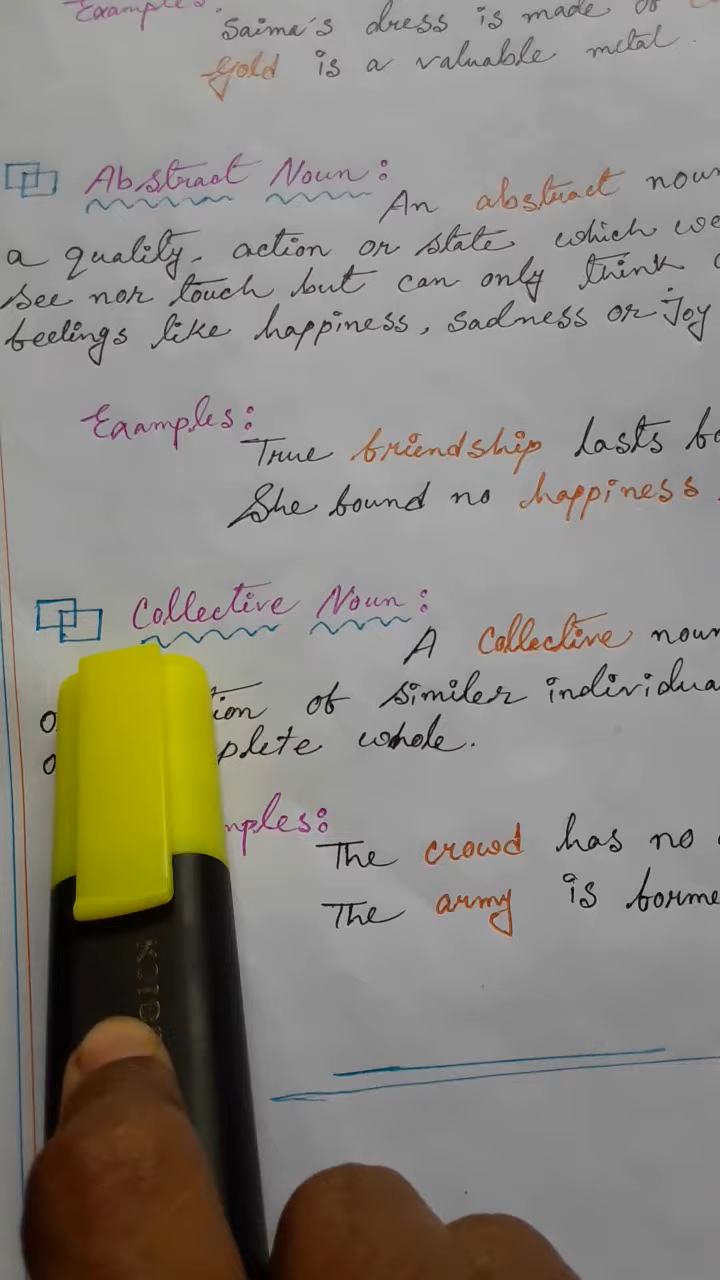 Examples:
Saima's dress is made of
Gold is a valuable metal.
Abstract Noun:
An abstract noun
a quality, action or state which we
see nor touch but can only think
feelings like happiness, sadness or Joy
Examples:
True friendship lasts
She found no happiness
Collective Noun:
A collective noun
of similer individua
plete whole.
mples:
The crowd has no
The army is forme